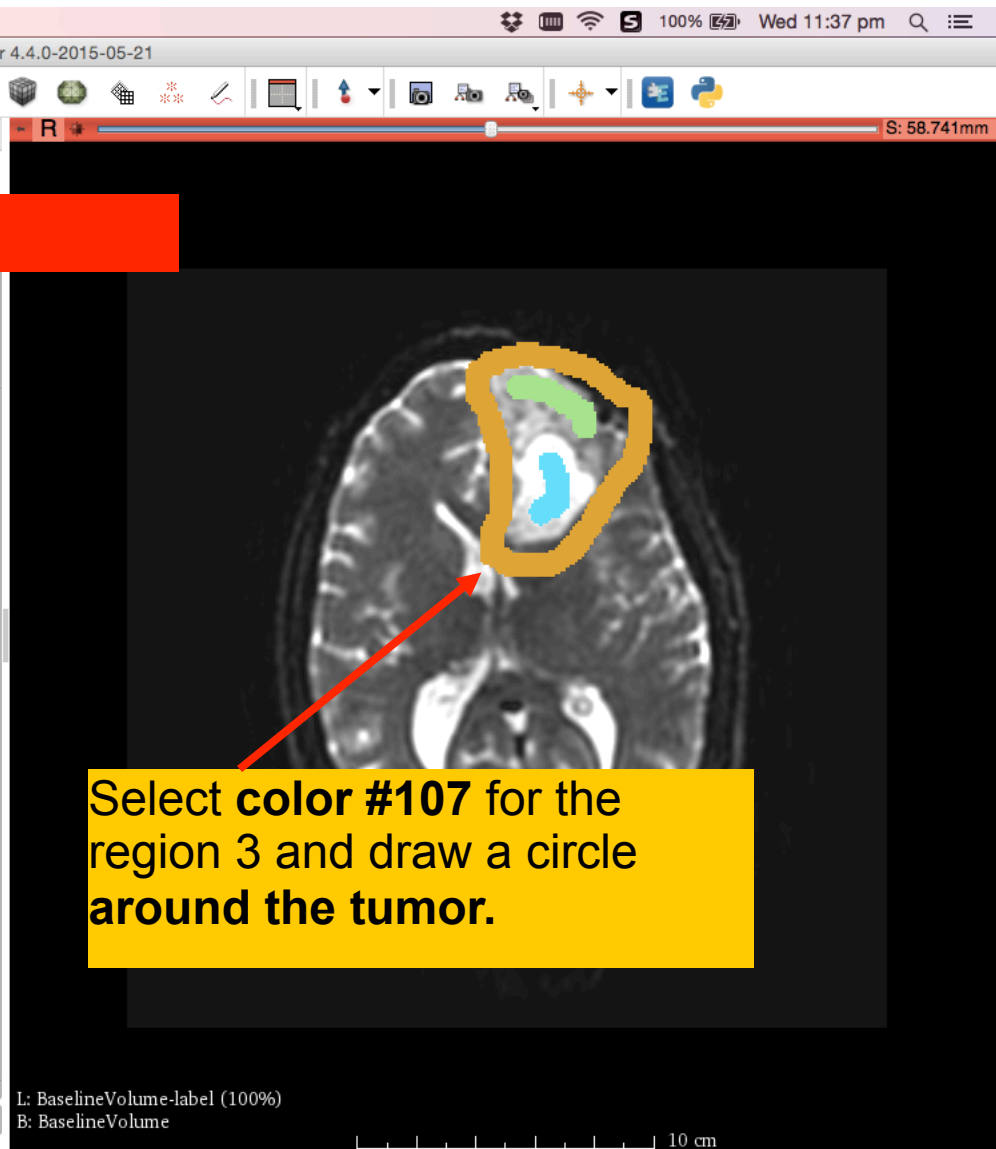 100% Wed 11:37 pm
r 4.4.0-2015-05-21
R S: 58.741mm
Select color #107 for the
region 3 and draw a circle
around the tumor.
L: BaselineVolume-label (100%)
B: BaselineVolume
10 cm